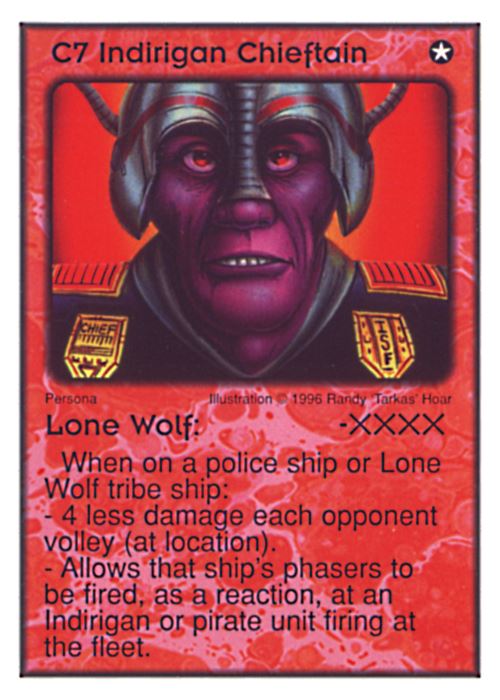 C7 Indirigan Chieftain
CHIEF
ISF
Persona
Illustration © 1996 Randy 'Tarkas' Hoar
Lone Wolf: -XXXX
When on a police ship or Lone
Wolf tribe ship:
- 4 less damage each opponent
volley (at location).
- Allows that ship's phasers to
be fired, as a reaction, at an
Indirigan or pirate unit firing at
the fleet.